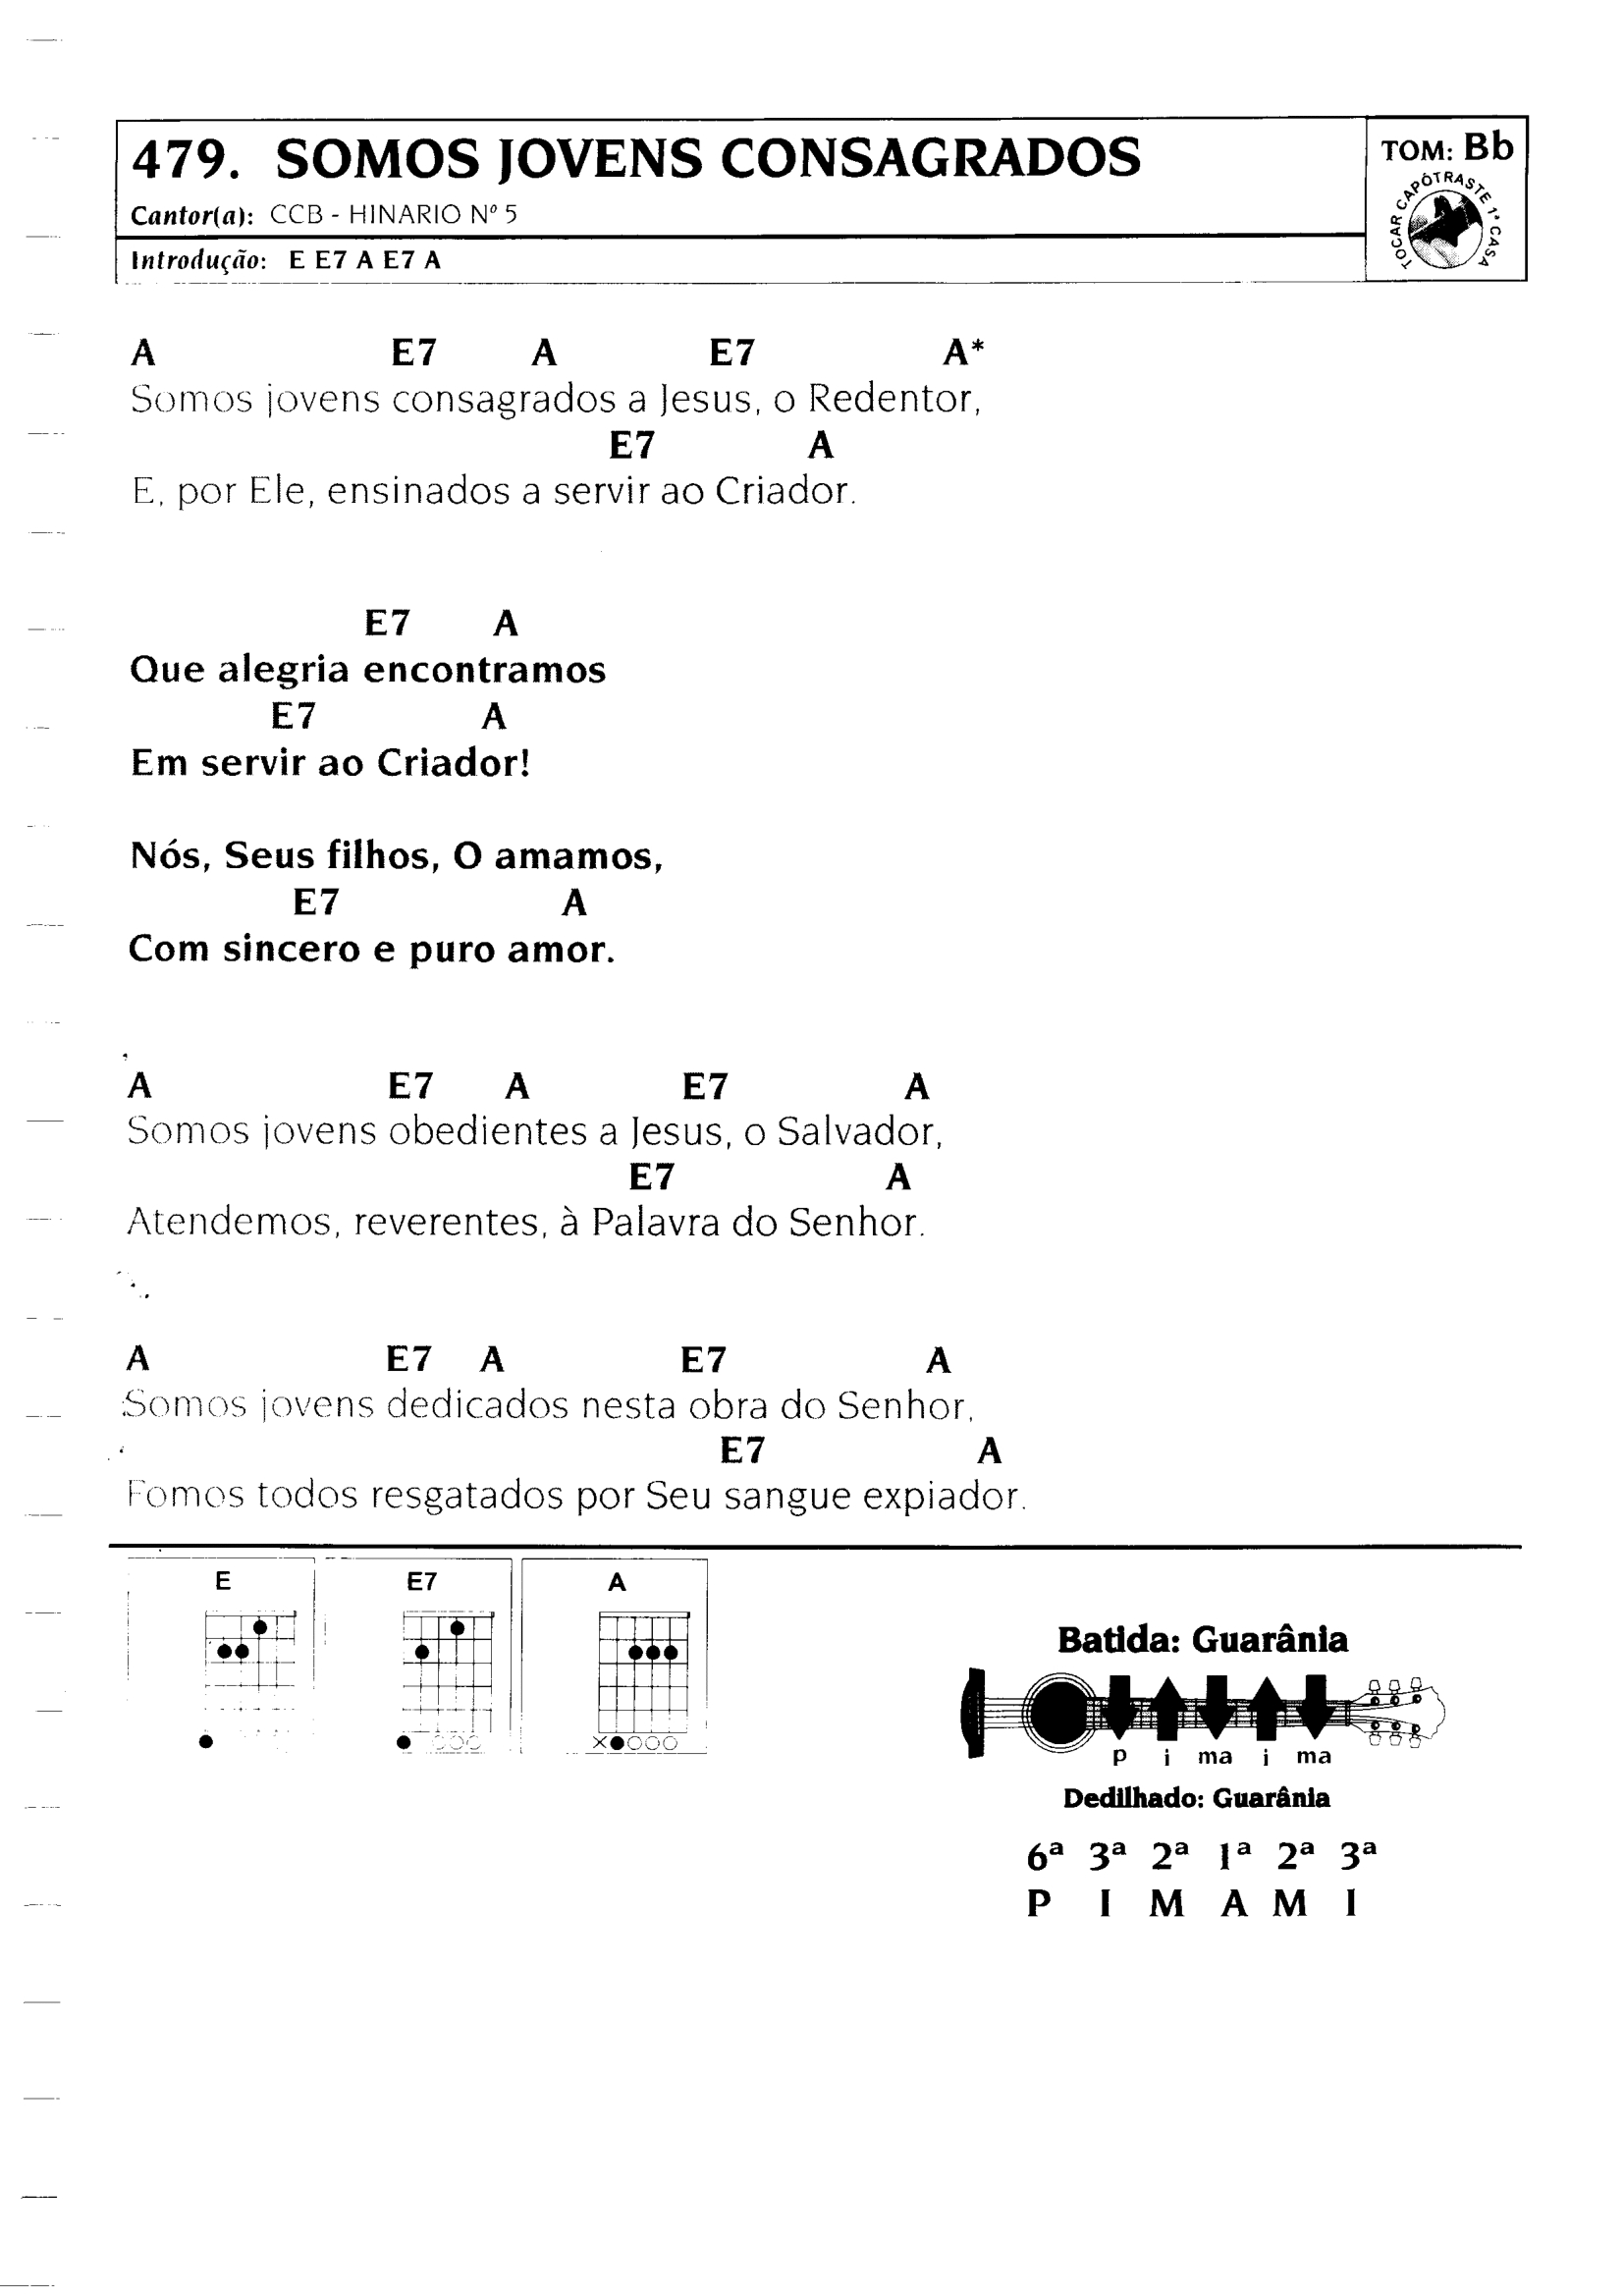 479. SOMOS JOVENS CONSAGRADOS
Cantor(a): CCB - HINARIO Nº 5
Introdução: E E7 A E7 A
TOM: Bb
TOCAR CAPÔTRASTE 1ª CASA
A E7 A E7 A*
Somos jovens consagrados a Jesus, o Redentor,
E7 A
E, por Ele, ensinados a servir ao Criador.
E7 A
Que alegria encontramos
E7 A
Em servir ao Criador!
Nós, Seus filhos, O amamos,
E7 A
Com sincero e puro amor.
A E7 A E7 A
Somos jovens obedientes a Jesus, o Salvador,
E7 A
Atendemos, reverentes, à Palavra do Senhor.
A E7 A E7 A
Somos jovens dedicados nesta obra do Senhor,
E7 A
Fomos todos resgatados por Seu sangue expiador.
E E7 A
Batida: Guarânia
p i ma i ma
Dedilhado: Guarânia
6ª 3ª 2ª 1ª 2ª 3ª
P I M A M I